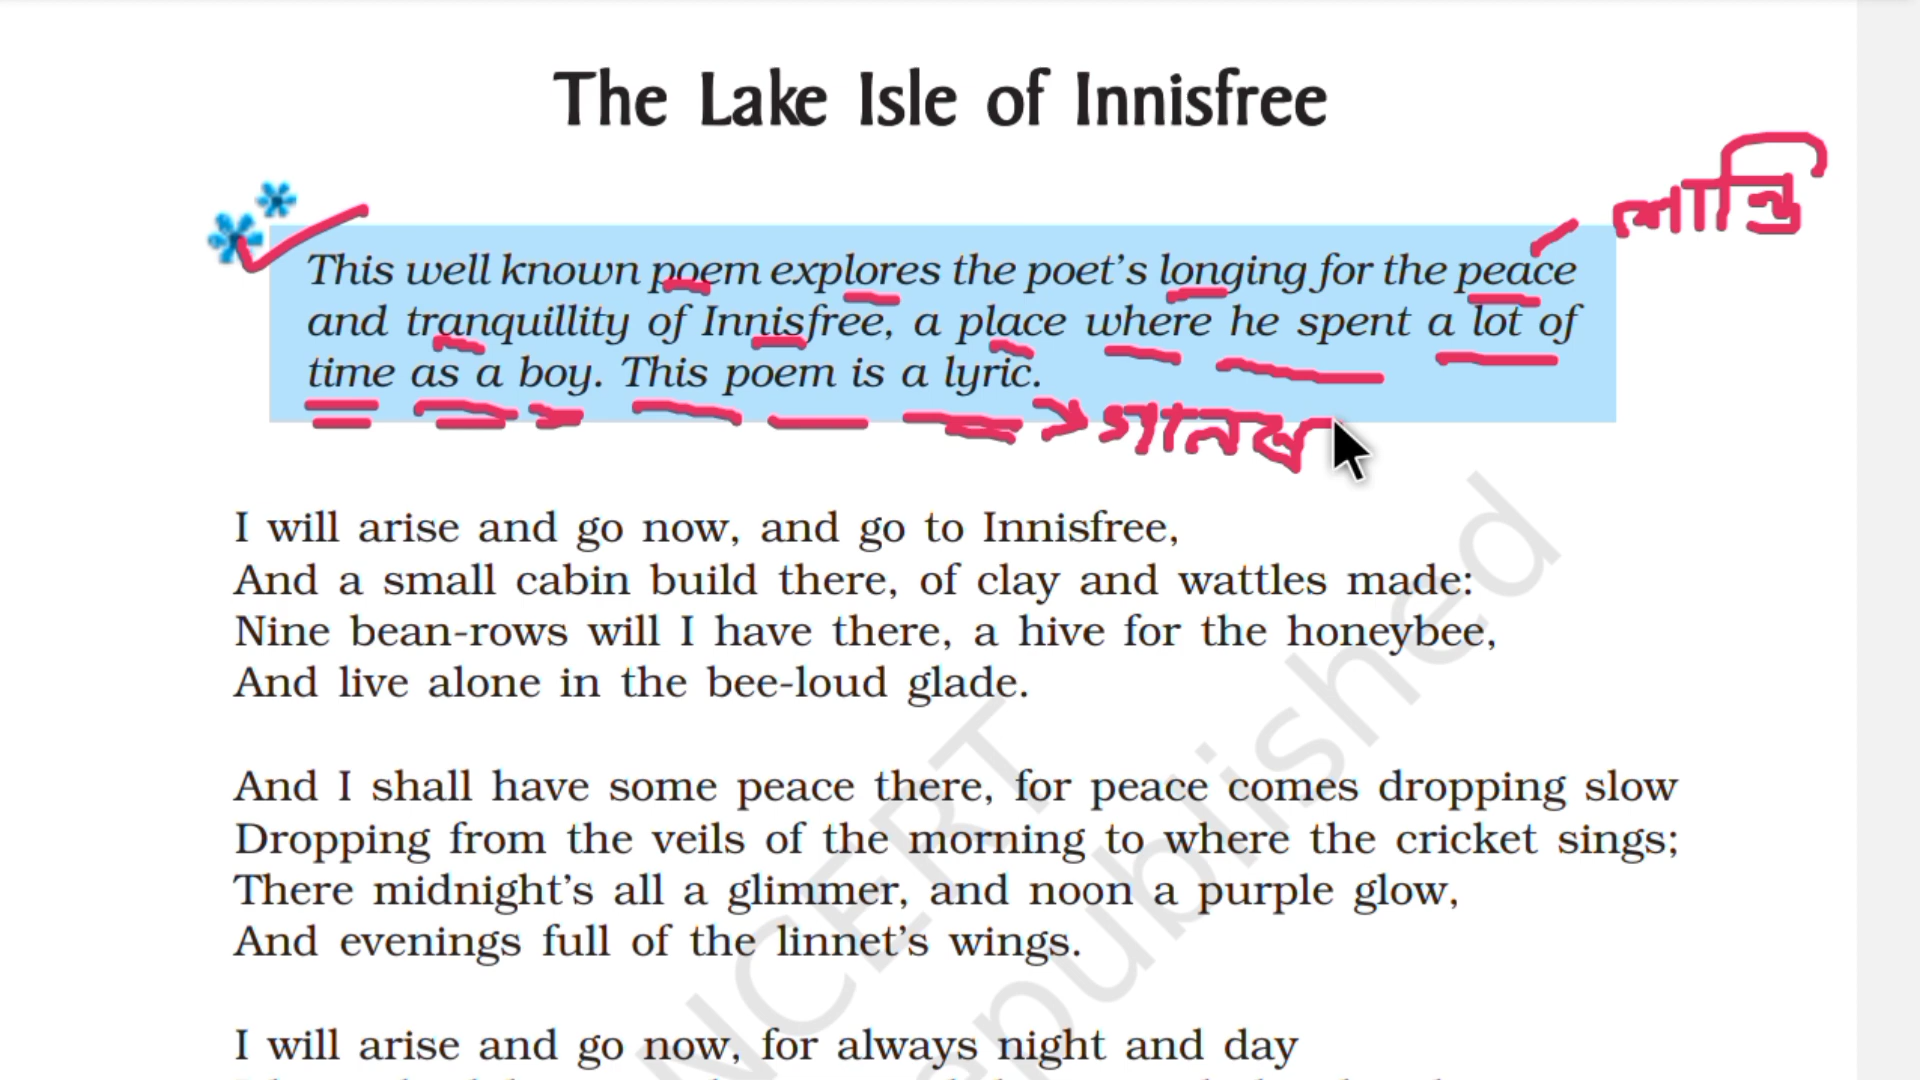 The Lake Isle of Innisfree
শান্তি
This well known poem explores the poet's longing for the peace
and tranquillity of Innisfree, a place where he spent a lot of
time as a boy. This poem is a lyric.
I will arise and go now, and go to Innisfree,
And a small cabin build there, of clay and wattles made:
Nine bean-rows will I have there, a hive for the honeybee,
And live alone in the bee-loud glade.
And I shall have some peace there, for peace comes dropping slow
Dropping from the veils of the morning to where the cricket sings;
There midnight's all a glimmer, and noon a purple glow,
And evenings full of the linnet's wings.
I will arise and go now, for always night and day
NCERT
republished